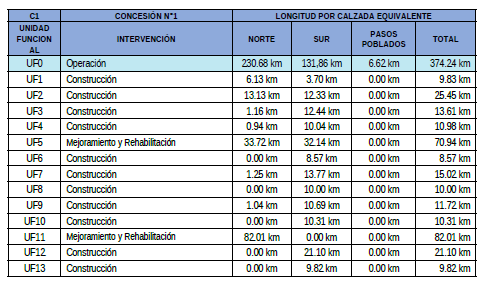 C1 CONCESIÓN N°1 LONGITUD POR CALZADA EQUIVALENTE
UNIDAD FUNCION AL INTERVENCIÓN NORTE SUR PASOS POBLADOS TOTAL
UF0 Operación 230.68 km 131,86 km 6.62 km 374.24 km
UF1 Construcción 6.13 km 3.70 km 0.00 km 9.83 km
UF2 Construcción 13.13 km 12.33 km 0.00 km 25.45 km
UF3 Construcción 1.16 km 12.44 km 0.00 km 13.61 km
UF4 Construcción 0.94 km 10.04 km 0.00 km 10.98 km
UF5 Mejoramiento y Rehabilitación 33.72 km 32.14 km 0.00 km 70.94 km
UF6 Construcción 0.00 km 8.57 km 0.00 km 8.57 km
UF7 Construcción 1.25 km 13.77 km 0.00 km 15.02 km
UF8 Construcción 0.00 km 10.00 km 0.00 km 10.00 km
UF9 Construcción 1.04 km 10.69 km 0.00 km 11.72 km
UF10 Construcción 0.00 km 10.31 km 0.00 km 10.31 km
UF11 Mejoramiento y Rehabilitación 82.01 km 0.00 km 0.00 km 82.01 km
UF12 Construcción 0.00 km 21.10 km 0.00 km 21.10 km
UF13 Construcción 0.00 km 9.82 km 0.00 km 9.82 km